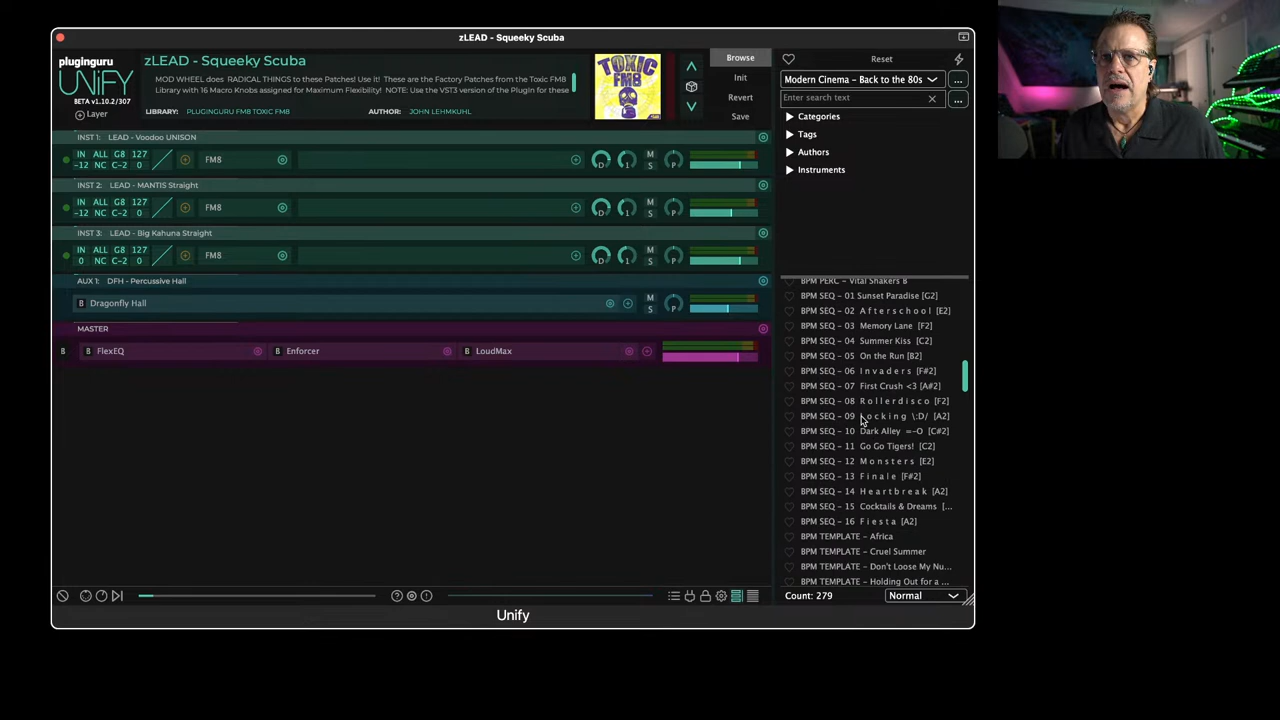 zLEAD - Squeeky Scuba
pluginguru
UNiFY
BETA v1.10.2/307
Layer
zLEAD - Squeeky Scuba
MOD WHEEL does RADICAL THINGS to these Patches! Use it! These are the Factory Patches from the Toxic FM8
Library with 16 Macro Knobs assigned for Maximum Flexibility! NOTE: Use the VST3 version of the Plugin for these
LIBRARY: PLUGINGURU FM8 TOXIC FM8
AUTHOR: JOHN LEHMKUHL
TOXIC
FM8
Browse
Init
Revert
Save
INST 1: LEAD - Voodoo UNISON
IN ALL G8 127
-12 NC C-2 0
FM8
D
1
M
S
P
INST 2: LEAD - MANTIS Straight
IN ALL G8 127
-12 NC C-2 0
FM8
D
1
M
S
P
INST 3: LEAD - Big Kahuna Straight
IN ALL G8 127
0 NC C-2 0
FM8
D
1
M
S
P
AUX 1: DFH - Percussive Hall
B Dragonfly Hall
M
S
P
MASTER
B
B FlexEQ
B Enforcer
B LoudMax
Reset
Modern Cinema - Back to the 80s
...
Enter search text
...
Categories
Tags
Authors
Instruments
BPM PERC - Vital Shakers B
BPM SEQ - 01 Sunset Paradise [G2]
BPM SEQ - 02 A f t e r s c h o o l [E2]
BPM SEQ - 03 Memory Lane [F2]
BPM SEQ - 04 Summer Kiss [C2]
BPM SEQ - 05 On the Run [B2]
BPM SEQ - 06 I n v a d e r s [F#2]
BPM SEQ - 07 First Crush <3 [A#2]
BPM SEQ - 08 R o l l e r d i s c o [F2]
BPM SEQ - 09 L o c k i n g \:D/ [A2]
BPM SEQ - 10 Dark Alley =-O [C#2]
BPM SEQ - 11 Go Go Tigers! [C2]
BPM SEQ - 12 M o n s t e r s [E2]
BPM SEQ - 13 F i n a l e [F#2]
BPM SEQ - 14 H e a r t b r e a k [A2]
BPM SEQ - 15 Cocktails & Dreams [...
BPM SEQ - 16 F i e s t a [A2]
BPM TEMPLATE - Africa
BPM TEMPLATE - Cruel Summer
BPM TEMPLATE - Don't Loose My Nu...
BPM TEMPLATE - Holding Out for a ...
Count: 279
Normal
Unify